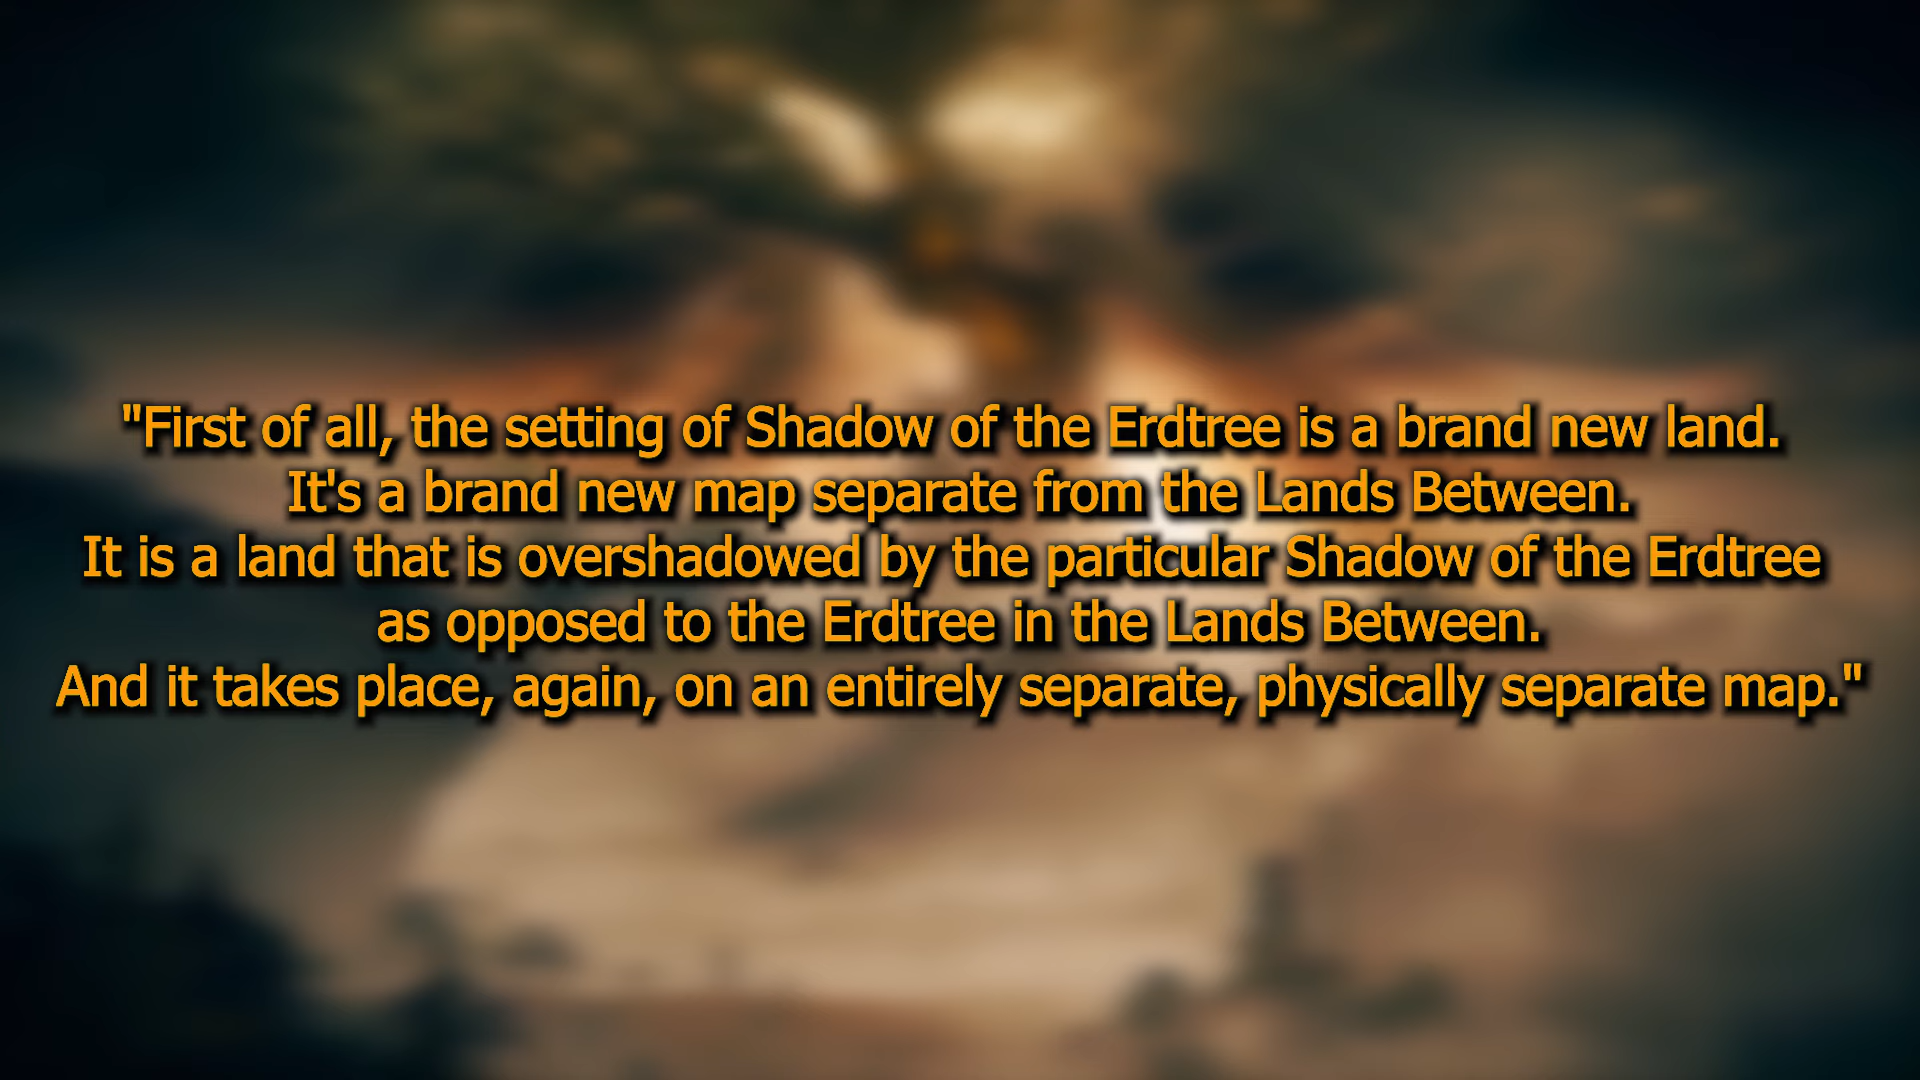 "First of all, the setting of Shadow of the Erdtree is a brand new land.
It's a brand new map separate from the Lands Between.
It is a land that is overshadowed by the particular Shadow of the Erdtree
as opposed to the Erdtree in the Lands Between.
And it takes place, again, on an entirely separate, physically separate map."